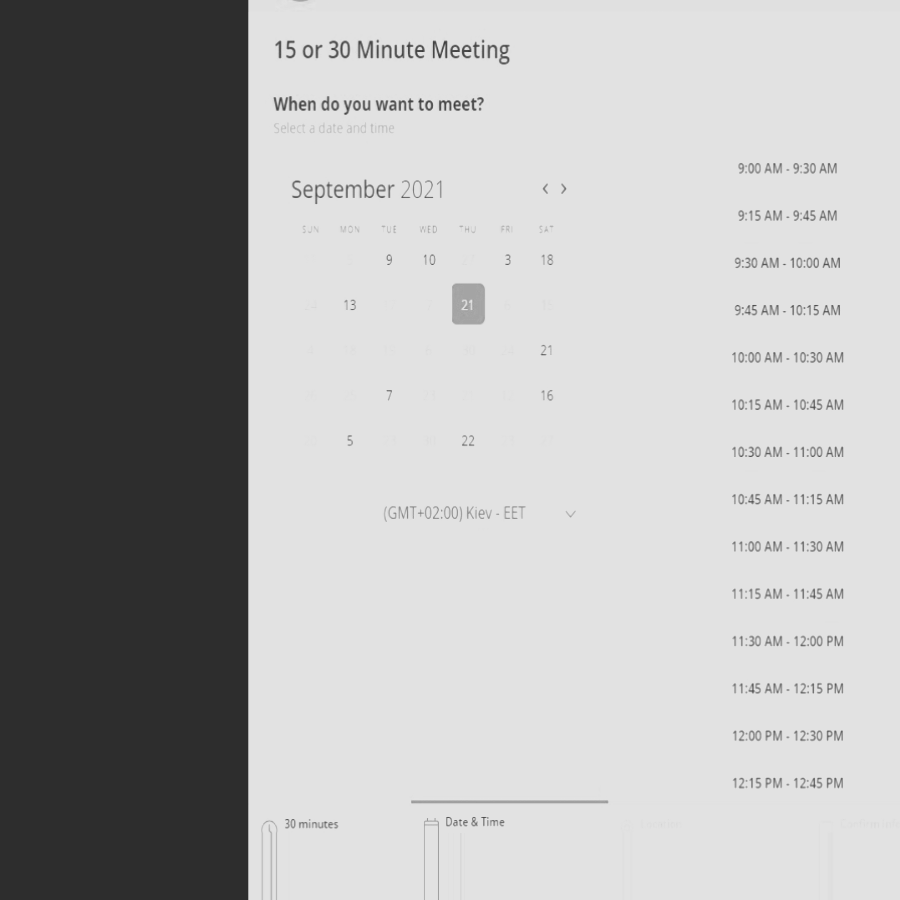 15 or 30 Minute Meeting
When do you want to meet?
Select a date and time
September 2021
SUN MON TUE WED THU FRI SAT
9 10 3 18
13 21
21
7 16
5 22
(GMT+02:00) Kiev - EET
9:00 AM - 9:30 AM
9:15 AM - 9:45 AM
9:30 AM - 10:00 AM
9:45 AM - 10:15 AM
10:00 AM - 10:30 AM
10:15 AM - 10:45 AM
10:30 AM - 11:00 AM
10:45 AM - 11:15 AM
11:00 AM - 11:30 AM
11:15 AM - 11:45 AM
11:30 AM - 12:00 PM
11:45 AM - 12:15 PM
12:00 PM - 12:30 PM
12:15 PM - 12:45 PM
30 minutes
Date & Time